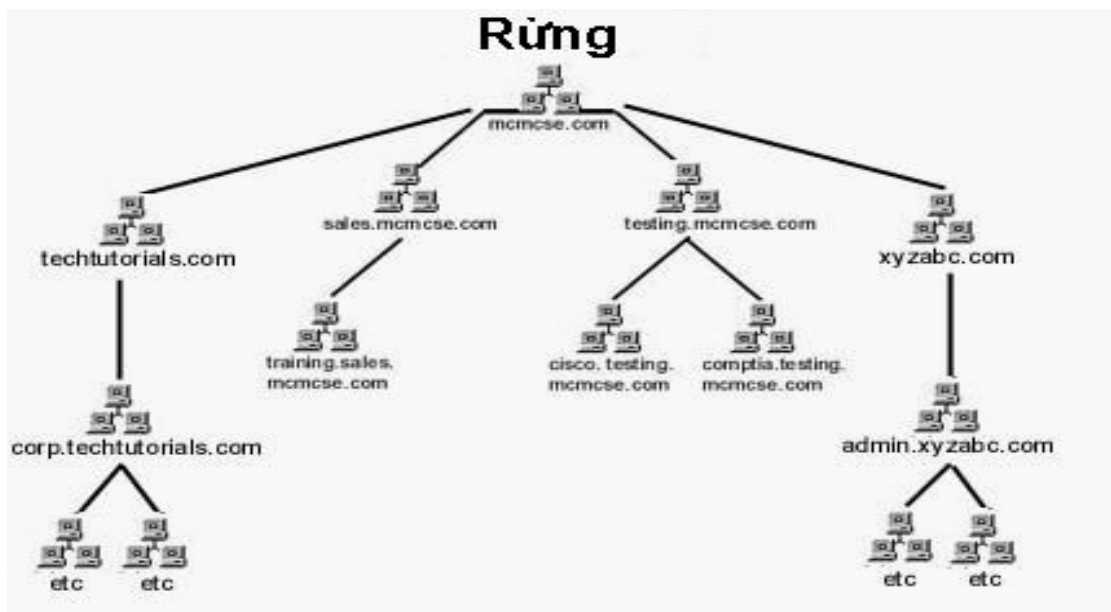 Rừng
mcmcse.com
sales.mcmcse.com
testing.mcmcse.com
techtutorials.com
xyzabc.com
training.sales.
mcmcse.com
cisco. testing.
mcmcse.com
comptia.testing.
mcmcse.com
corp.techtutorials.com
admin.xyzabc.com
etc
etc
etc
etc